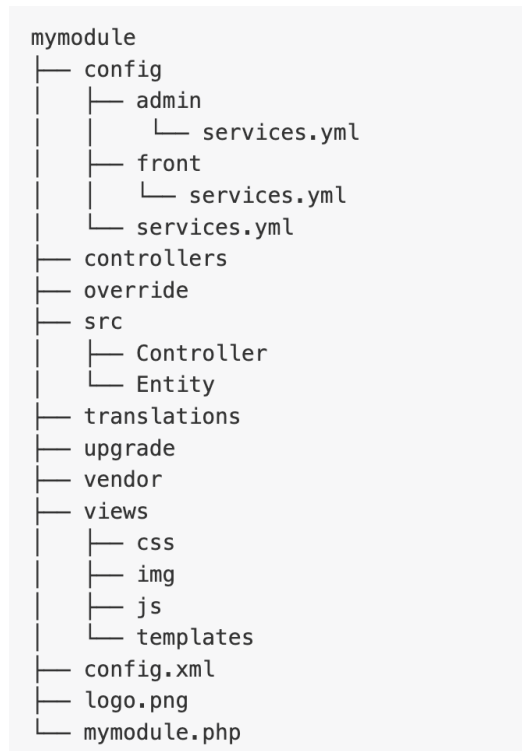 mymodule
├── config
│   ├── admin
│   │    └── services.yml
│   ├── front
│   │   └── services.yml
│   └── services.yml
├── controllers
├── override
├── src
│   ├── Controller
│   └── Entity
├── translations
├── upgrade
├── vendor
├── views
│   ├── css
│   ├── img
│   ├── js
│   └── templates
├── config.xml
├── logo.png
└── mymodule.php